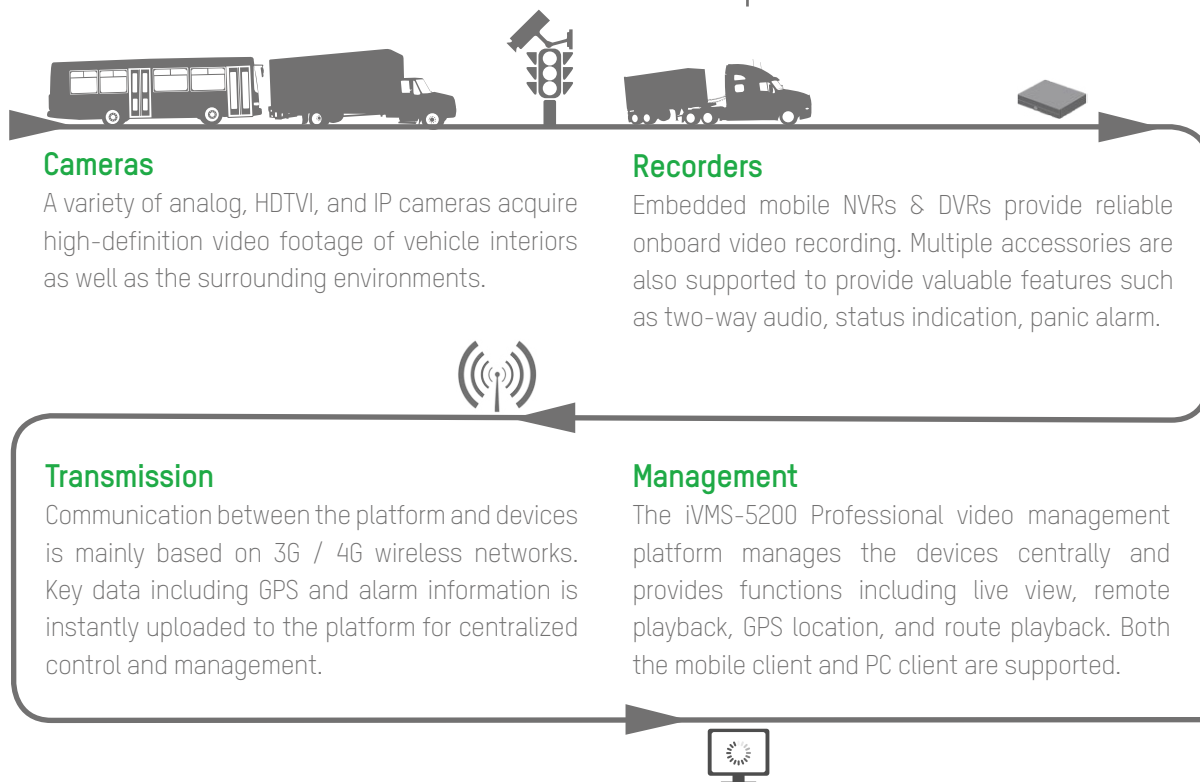 Cameras
A variety of analog, HDTVI, and IP cameras acquire
high-definition video footage of vehicle interiors
as well as the surrounding environments.
Recorders
Embedded mobile NVRs & DVRs provide reliable
onboard video recording. Multiple accessories are
also supported to provide valuable features such
as two-way audio, status indication, panic alarm.
Transmission
Communication between the platform and devices
is mainly based on 3G / 4G wireless networks.
Key data including GPS and alarm information is
instantly uploaded to the platform for centralized
control and management.
Management
The iVMS-5200 Professional video management
platform manages the devices centrally and
provides functions including live view, remote
playback, GPS location, and route playback. Both
the mobile client and PC client are supported.